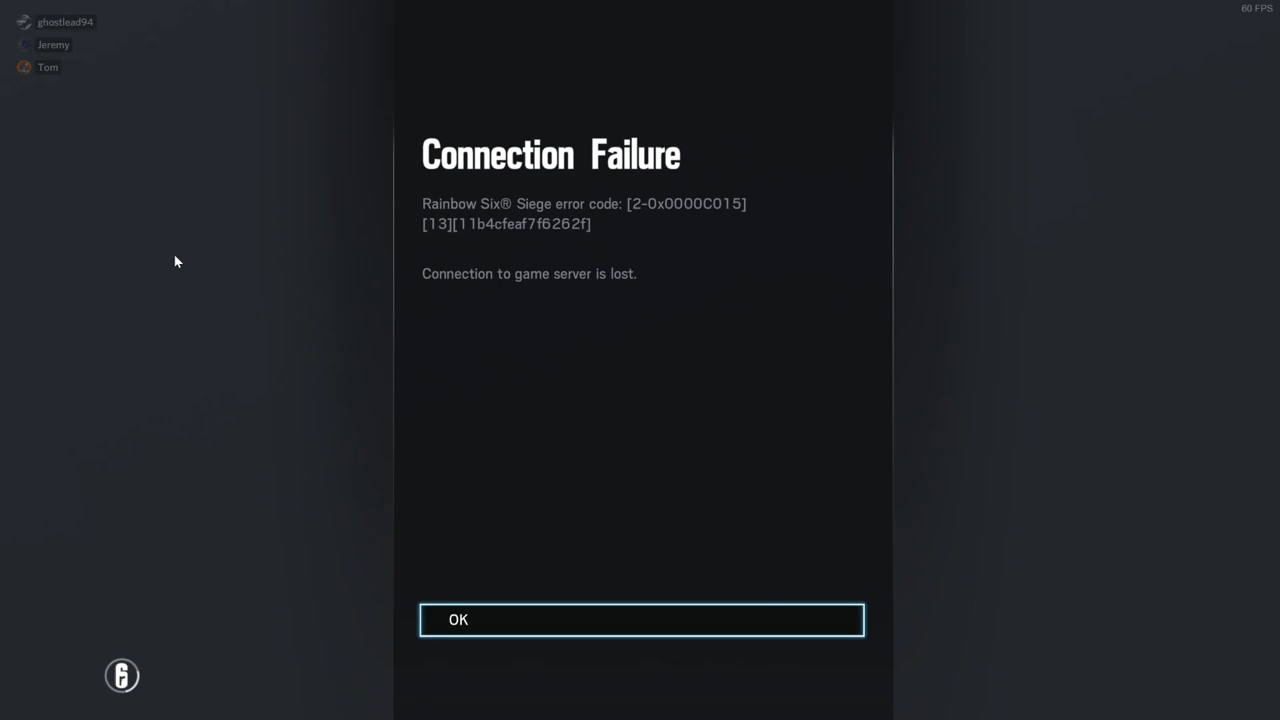 ghostlead94
60 FPS
Jeremy
Tom
Connection Failure
Rainbow Six® Siege error code: [2-0x0000C015]
[13][11b4cfeaf7f6262f]
Connection to game server is lost.
OK
6